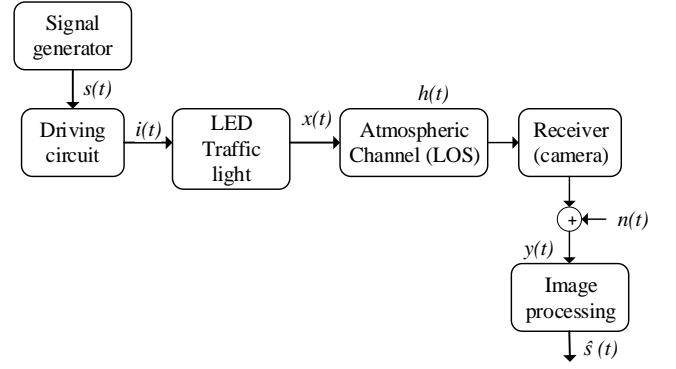 Signal
generator
s(t)
Driving
circuit
i(t)
LED
Traffic
light
x(t)
h(t)
Atmospheric
Channel (LOS)
Receiver
(camera)
+
n(t)
y(t)
Image
processing
ŝ (t)